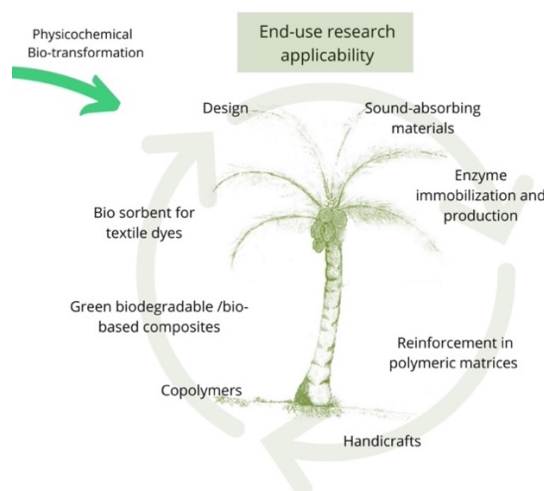 Physicochemical
Bio-transformation
End-use research
applicability
Design
Sound-absorbing
materials
Enzyme
immobilization and
production
Bio sorbent for
textile dyes
Green biodegradable /bio-
based composites
Reinforcement in
polymeric matrices
Copolymers
Handicrafts